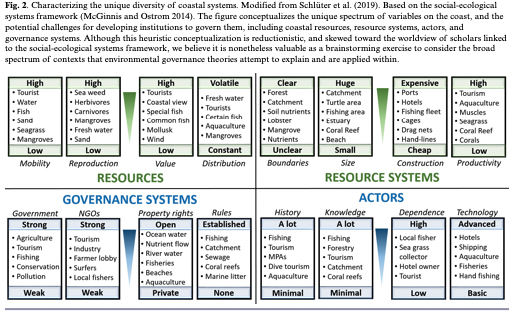 Fig. 2. Characterizing the unique diversity of coastal systems. Modified from Schlüter et al. (2019). Based on the social-ecological
systems framework (McGinnis and Ostrom 2014). The figure conceptualizes the unique spectrum of variables on the coast, and the
potential challenges for developing institutions to govern them, including coastal resources, resource systems, actors, and
governance systems. Although this heuristic conceptualization is reductionist, and skewed toward the worldview of scholars linked
to the social-ecological systems framework, we believe it is nonetheless valuable as a brainstorming exercise to consider the broad
spectrum of contexts that environmental governance theories attempt to explain and are applied within.
High
• Tourist
• Water
• Fish
• Sand
• Seagrass
• Mangroves
Low
Mobility
High
• Sea weed
• Herbivores
• Carnivores
• Mangroves
• Fresh water
• Sand
Low
Reproduction
High
• Tourists
• Coastal view
• Special fish
• Common fish
• Mollusk
• Wind
Low
Value
Volatile
• Fresh water
• Tourists
• Certain fish
• Aquaculture
• Mangroves
Constant
Distribution
RESOURCES
Clear
• Forest
• Catchment
• Soil nutrients
• Lobster
• Mangrove
• Nutrients
Unclear
Boundaries
Huge
• Catchment
• Turtle area
• Fishing area
• Estuary
• Coral Reef
• Beach
Small
Size
Expensive
• Ports
• Hotels
• Fishing fleet
• Cages
• Drag nets
• Hand-lines
Cheap
Construction
High
• Tourism
• Aquaculture
• Muscles
• Seagrass
• Coral Reef
• Corals
Low
Productivity
RESOURCE SYSTEMS
GOVERNANCE SYSTEMS
Government
Strong
• Agriculture
• Tourism
• Fishing
• Conservation
• Pollution
Weak
NGOs
Strong
• Tourism
• Industry
• Farmer lobby
• Surfers
• Local fishers
Weak
Property rights
Open
• Ocean water
• Nutrient flow
• River water
• Fisheries
• Beaches
• Aquaculture
Private
Rules
Established
• Fishing
• Catchment
• Sewage
• Coral reefs
• Marine litter
None
ACTORS
History
A lot
• Fishing
• Tourism
• MPAs
• Dive tourism
• Aquaculture
Minimal
Knowledge
A lot
• Fishing
• Forestry
• Tourism
• Catchment
• Coral reefs
Minimal
Dependence
High
• Local fisher
• Sea grass
collector
• Hotel owner
• Tourist
Low
Technology
Advanced
• Hotels
• Shipping
• Aquaculture
• Fisheries
• Hand fishing
Basic